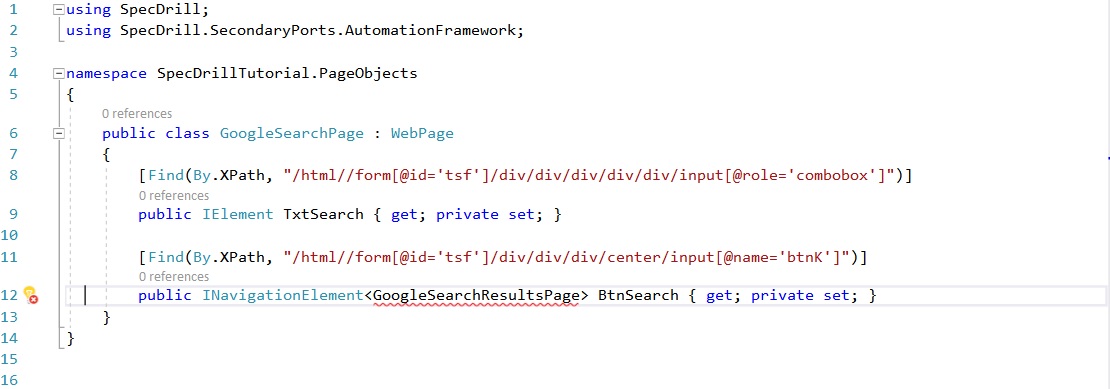 1 using SpecDrill;
2 using SpecDrill.SecondaryPorts.AutomationFramework;
3
4 namespace SpecDrillTutorial.PageObjects
5 {
0 references
6 public class GoogleSearchPage : WebPage
7 {
8 [Find(By.XPath, "/html//form[@id='tsf']/div/div/div/div/div/input[@role='combobox']")]
0 references
9 public IElement TxtSearch { get; private set; }
10
11 [Find(By.XPath, "/html//form[@id='tsf']/div/div/div/center/input[@name='btnK']")]
0 references
12 public INavigationElement<GoogleSearchResultsPage> BtnSearch { get; private set; }
13 }
14 }
15
16